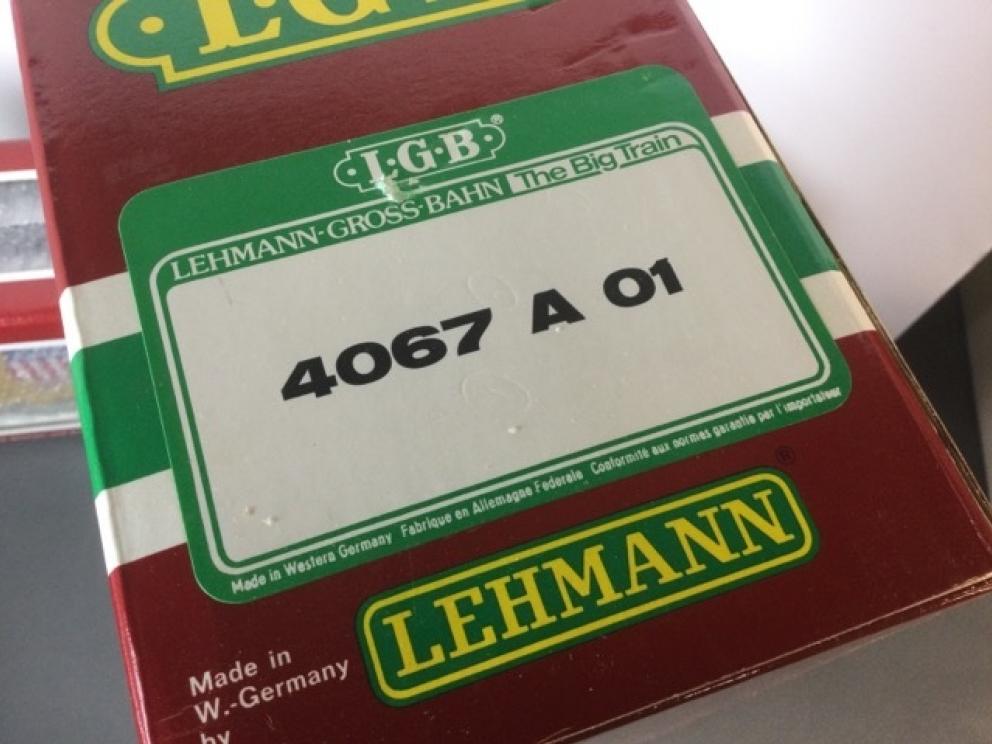 L·G·B®
LEHMANN·GROSS·BAHN The Big Train
4067 A 01
Made in Western Germany Fabrique en Allemagne Federale Conformité aux normes garantie par l'importateur
LEHMANN®
Made in
W.-Germany
by